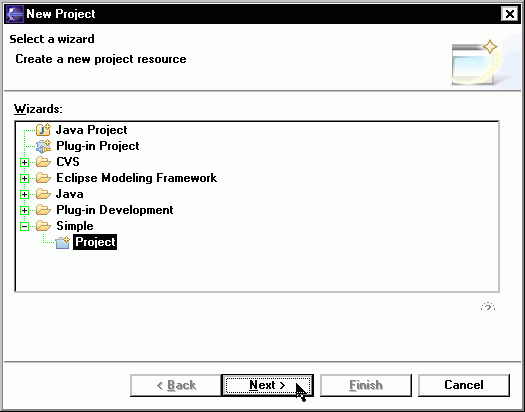 New Project
Select a wizard
Create a new project resource
Wizards:
Java Project
Plug-in Project
CVS
Eclipse Modeling Framework
Java
Plug-in Development
Simple
Project
< Back
Next >
Finish
Cancel